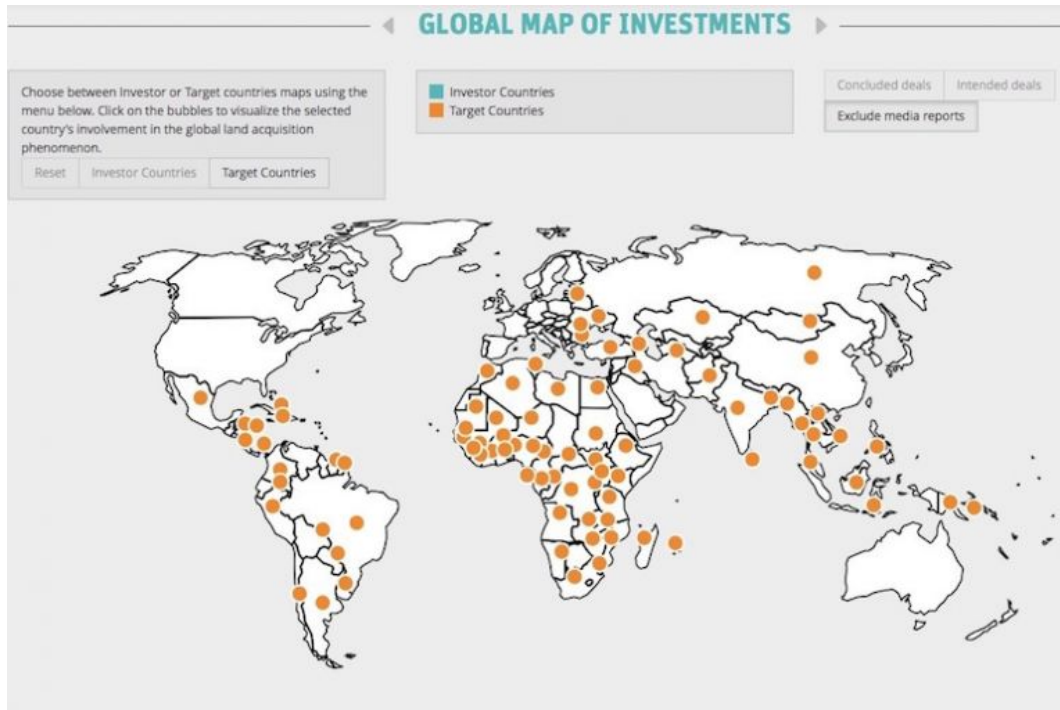 GLOBAL MAP OF INVESTMENTS
Choose between Investor or Target countries maps using the
menu below. Click on the bubbles to visualize the selected
country's involvement in the global land acquisition
phenomenon.
Reset Investor Countries Target Countries
Investor Countries
Target Countries
Concluded deals Intended deals
Exclude media reports